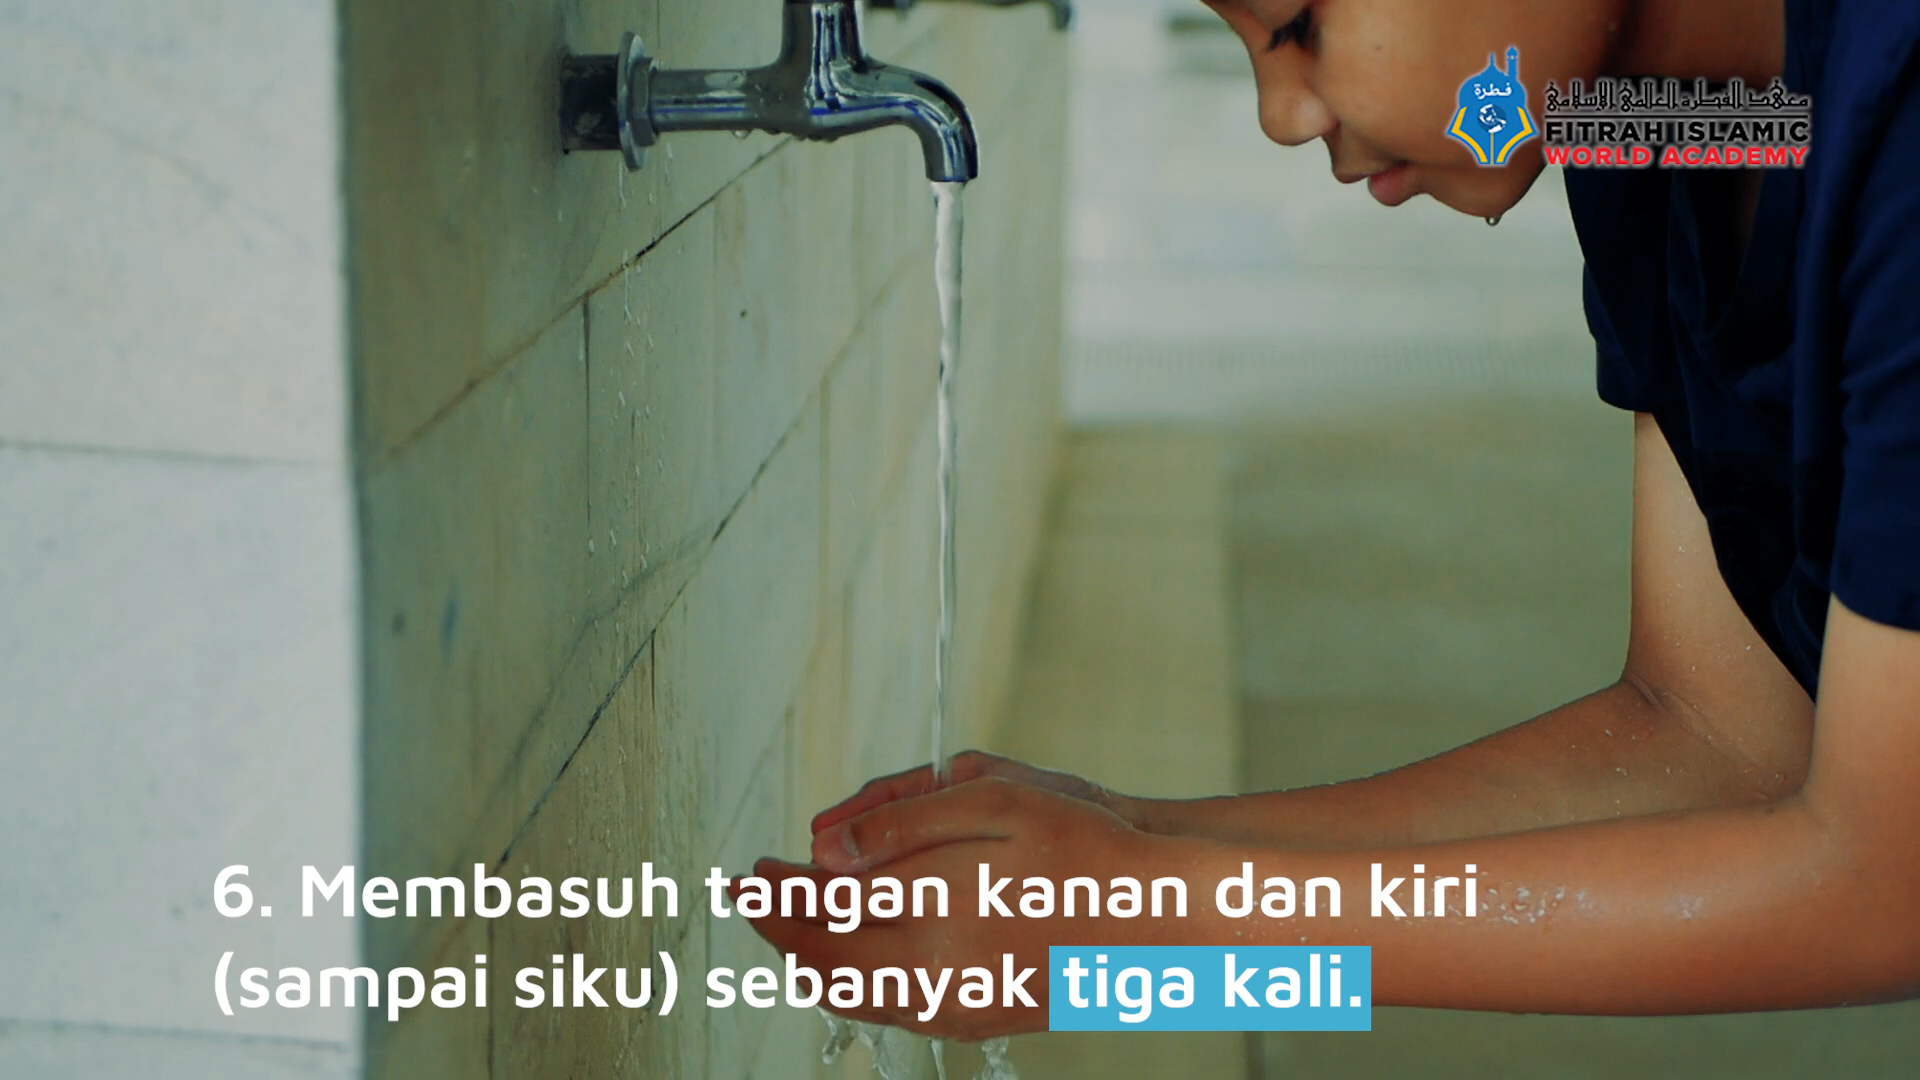 فطرة
معهد الفطرة العالمي الإسلامي
FITRAH ISLAMIC
WORLD ACADEMY
6. Membasuh tangan kanan dan kiri
(sampai siku) sebanyak tiga kali.